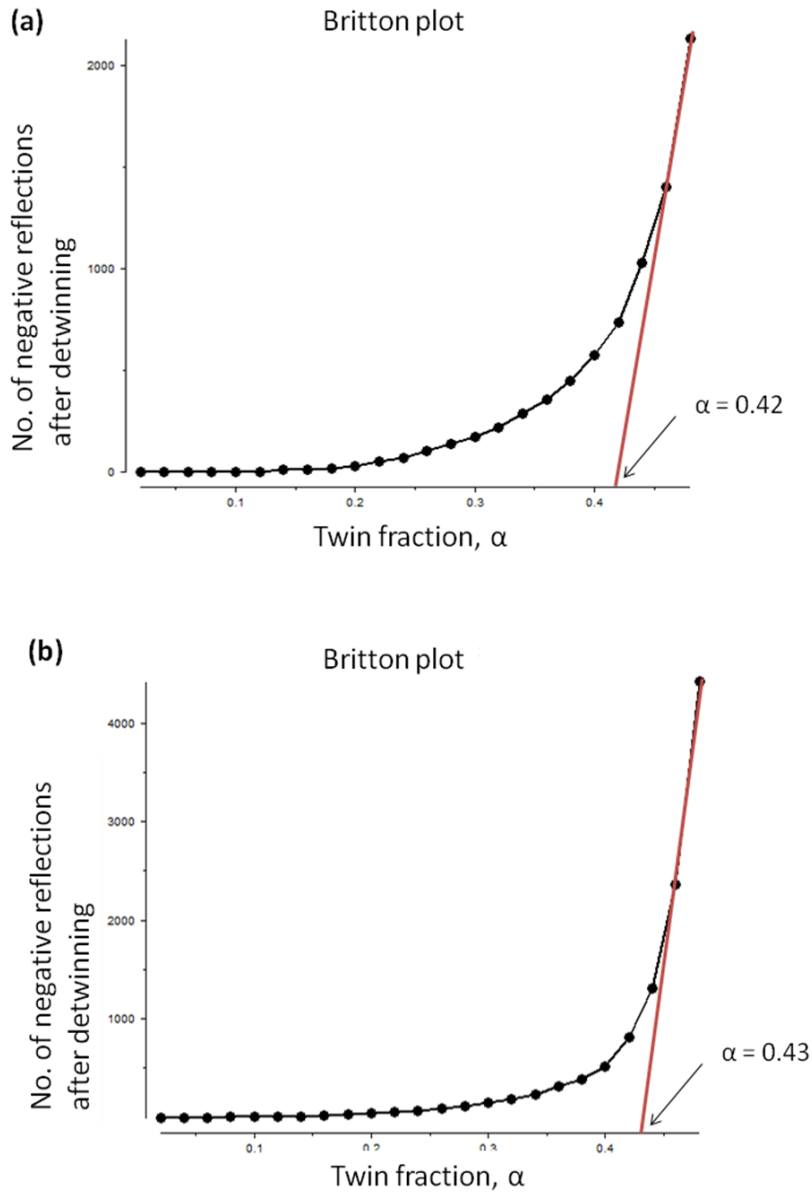 (a)
Britton plot
No. of negative reflections
after detwinning
2000
1000
0
α = 0.42
0.1
0.2
0.3
0.4
Twin fraction, α
(b)
Britton plot
No. of negative reflections
after detwinning
4000
3000
2000
1000
α = 0.43
0.1
0.2
0.3
0.4
Twin fraction, α